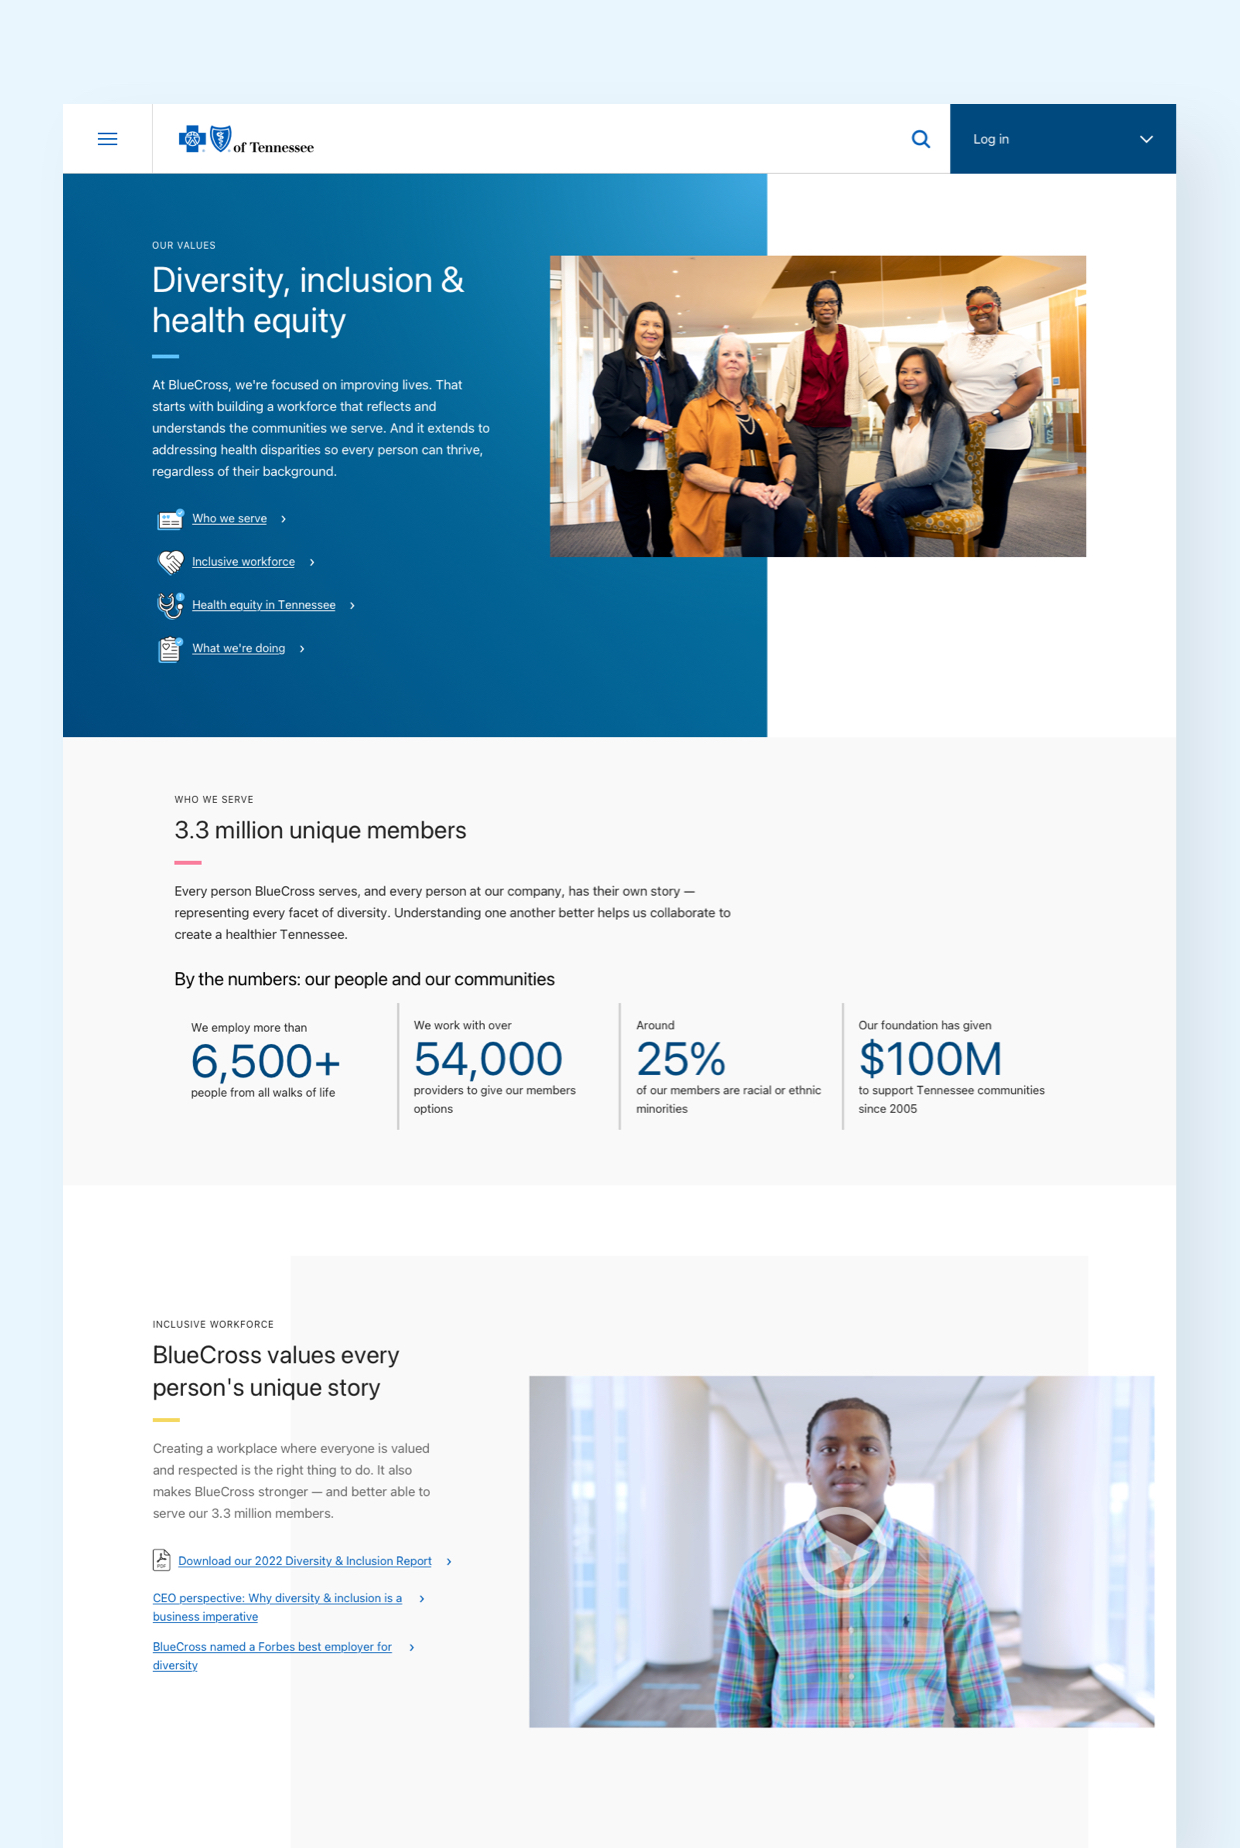 of Tennessee
Log in
OUR VALUES
Diversity, inclusion &
health equity
At BlueCross, we're focused on improving lives. That
starts with building a workforce that reflects and
understands the communities we serve. And it extends to
addressing health disparities so every person can thrive,
regardless of their background.
Who we serve
Inclusive workforce
Health equity in Tennessee
What we're doing
WHO WE SERVE
3.3 million unique members
Every person BlueCross serves, and every person at our company, has their own story —
representing every facet of diversity. Understanding one another better helps us collaborate to
create a healthier Tennessee.
By the numbers: our people and our communities
We employ more than
6,500+
people from all walks of life
We work with over
54,000
providers to give our members
options
Around
25%
of our members are racial or ethnic
minorities
Our foundation has given
$100M
to support Tennessee communities
since 2005
INCLUSIVE WORKFORCE
BlueCross values every
person's unique story
Creating a workplace where everyone is valued
and respected is the right thing to do. It also
makes BlueCross stronger — and better able to
serve our 3.3 million members.
PDF
Download our 2022 Diversity & Inclusion Report
CEO perspective: Why diversity & inclusion is a
business imperative
BlueCross named a Forbes best employer for
diversity